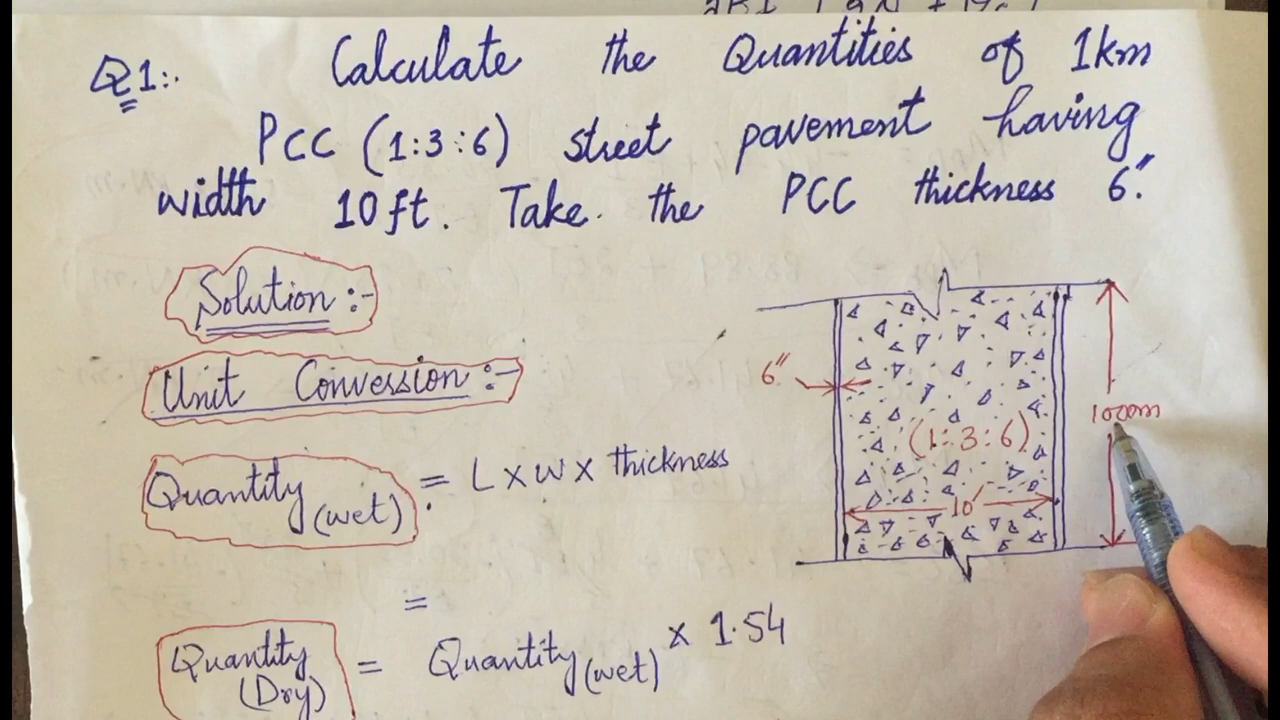 Q1:. Calculate the Quantities of 1km
PCC (1:3:6) street pavement having
width 10ft. Take. the PCC thickness 6".
Solution :-
Unit Conversion :-
6"
1000m
(1:3:6)
Quantity (wet) = L x W x thickness
10'
=
Quantity (Dry) = Quantity (wet) x 1.54